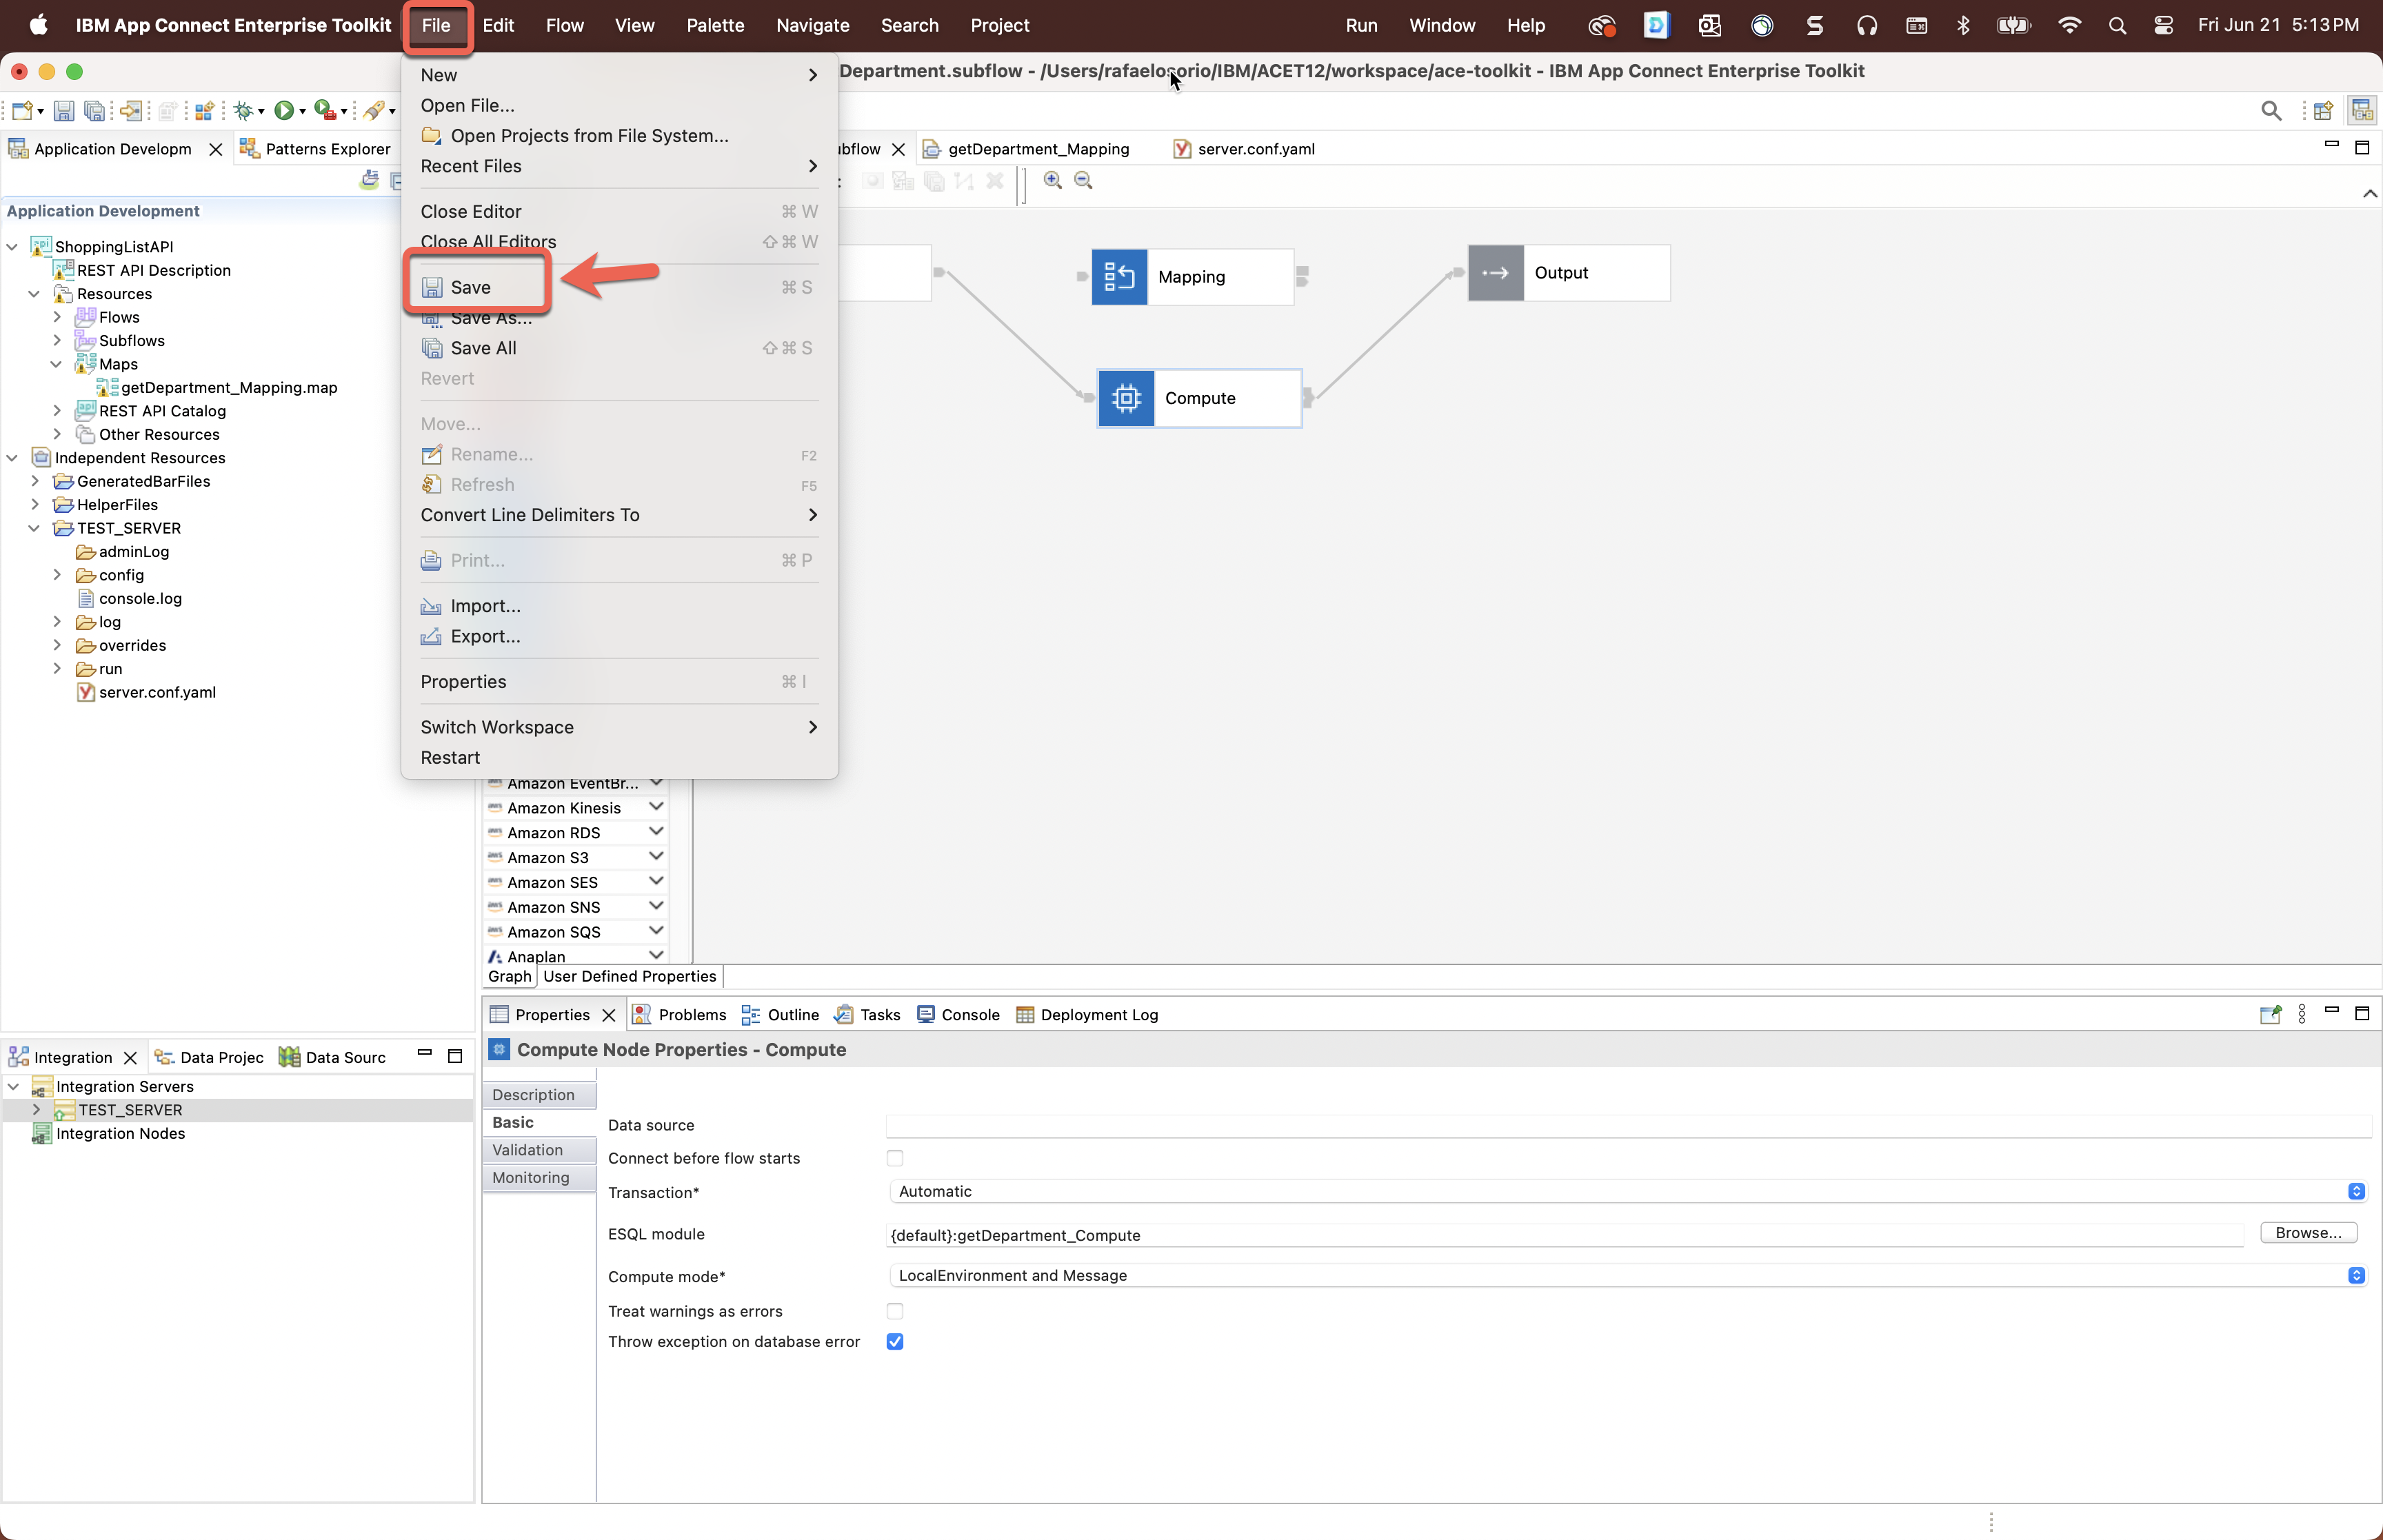 IBM App Connect Enterprise Toolkit File Edit Flow View Palette Navigate Search Project Run Window Help Fri Jun 21 5:13 PM
Department.subflow - /Users/rafaelosorio/IBM/ACET12/workspace/ace-toolkit - IBM App Connect Enterprise Toolkit
Application Developm
Patterns Explorer
bflow
getDepartment_Mapping
server.conf.yaml
Application Development
ShoppingListAPI
REST API Description
Resources
Flows
Subflows
Maps
getDepartment_Mapping.map
REST API Catalog
Other Resources
Independent Resources
GeneratedBarFiles
HelperFiles
TEST_SERVER
adminLog
config
console.log
log
overrides
run
server.conf.yaml
New
Open File...
Open Projects from File System...
Recent Files
Close Editor ⌘ W
Close All Editors ⇧ ⌘ W
Save ⌘ S
Save As...
Save All ⇧ ⌘ S
Revert
Move...
Rename... F2
Refresh F5
Convert Line Delimiters To
Print... ⌘ P
Import...
Export...
Properties ⌘ I
Switch Workspace
Restart
Mapping
Output
Compute
Amazon EventBr...
Amazon Kinesis
Amazon RDS
Amazon S3
Amazon SES
Amazon SNS
Amazon SQS
Anaplan
Graph User Defined Properties
Integration
Data Projec
Data Sourc
Integration Servers
TEST_SERVER
Integration Nodes
Properties
Problems
Outline
Tasks
Console
Deployment Log
Compute Node Properties - Compute
Description
Basic
Validation
Monitoring
Data source
Connect before flow starts
Transaction* Automatic
ESQL module {default}:getDepartment_Compute Browse...
Compute mode* LocalEnvironment and Message
Treat warnings as errors
Throw exception on database error